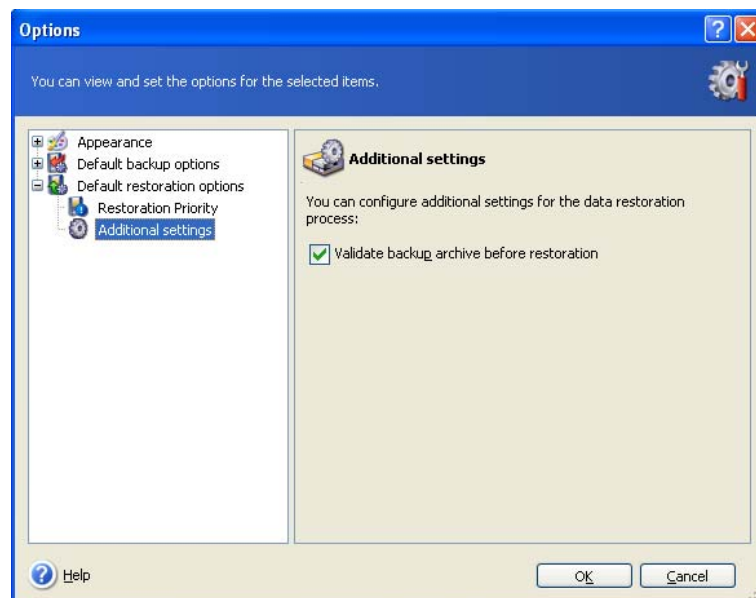 Options
You can view and set the options for the selected items.
Appearance
Default backup options
Default restoration options
Restoration Priority
Additional settings
Additional settings
You can configure additional settings for the data restoration
process:
Validate backup archive before restoration
Help
OK
Cancel